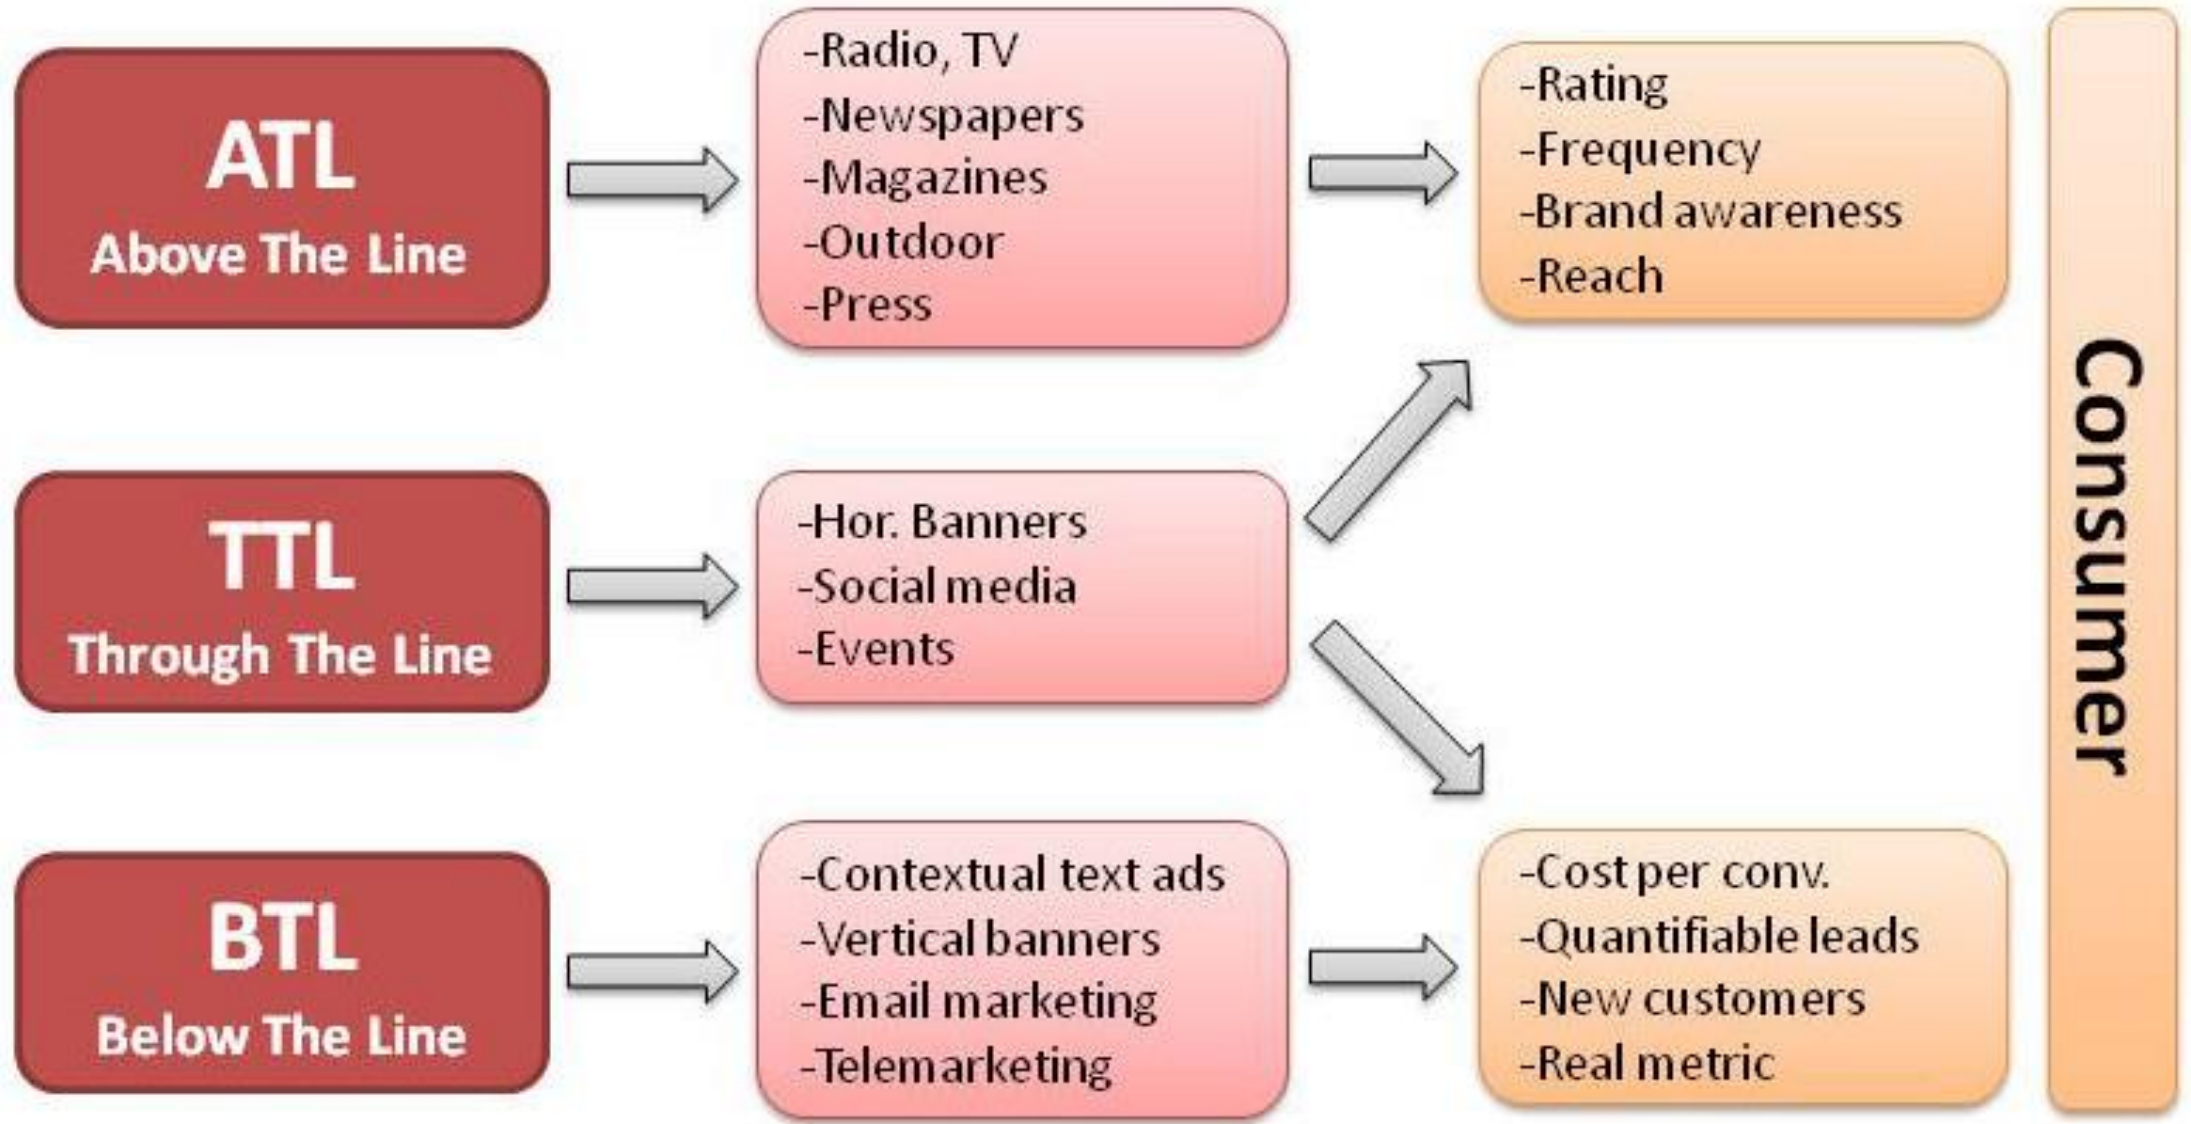 ATL
Above The Line
-Radio, TV
-Newspapers
-Magazines
-Outdoor
-Press
-Rating
-Frequency
-Brand awareness
-Reach
TTL
Through The Line
-Hor. Banners
-Social media
-Events
BTL
Below The Line
-Contextual text ads
-Vertical banners
-Email marketing
-Telemarketing
-Cost per conv.
-Quantifiable leads
-New customers
-Real metric
Consumer